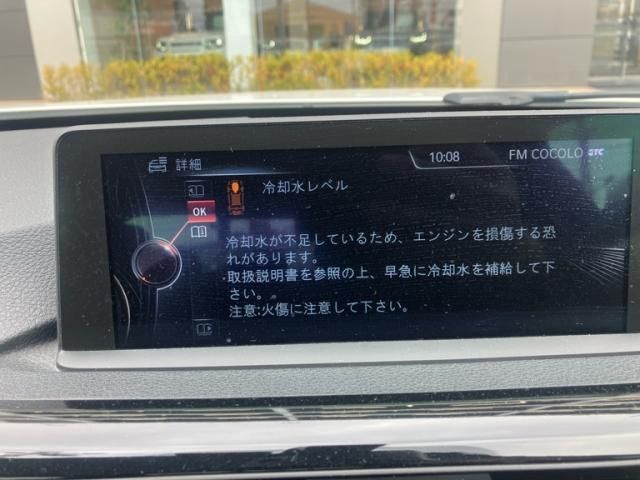 詳細
10:08
FM COCOLO
TC
冷却水レベル
OK
冷却水が不足しているため、エンジンを損傷する恐
れがあります。
·取扱説明書を参照の上、早急に冷却水を補給して下
さい。
注意:火傷に注意して下さい。